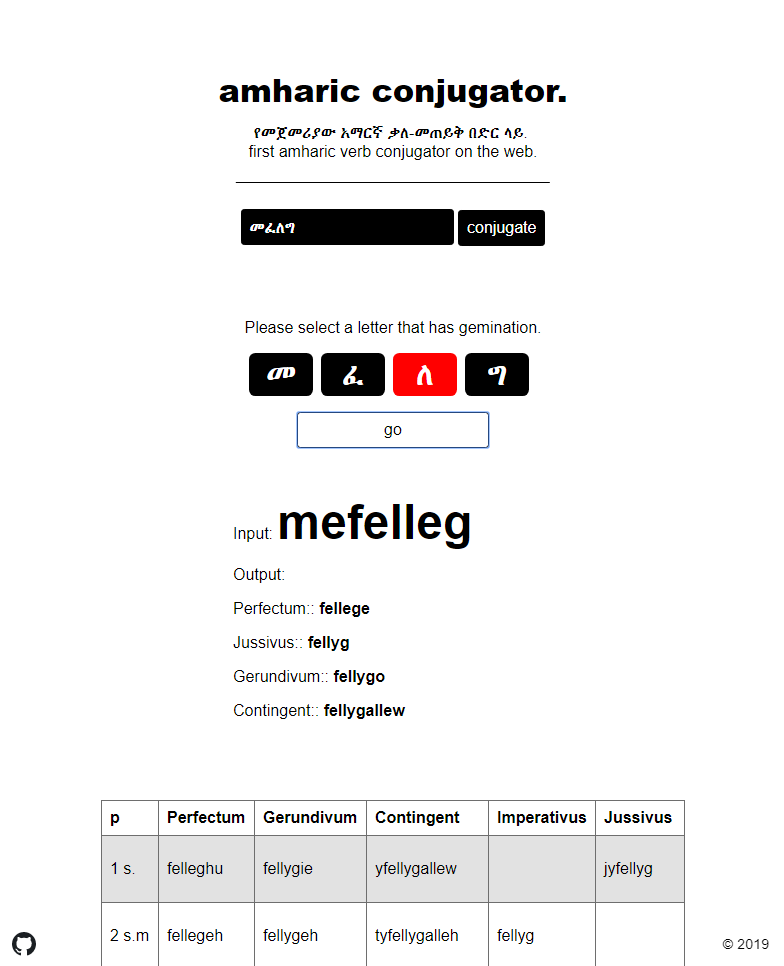 amharic conjugator.
የመጀመሪያው አማርኛ ቃለ-መጠይቅ በድር ላይ.
first amharic verb conjugator on the web.
መፈለግ conjugate
Please select a letter that has gemination.
መ ፈ ለ ግ
go
Input: mefelleg
Output:
Perfectum:: fellege
Jussivus:: fellyg
Gerundivum:: fellygo
Contingent:: fellygallew
p Perfectum Gerundivum Contingent Imperativus Jussivus
1 s. felleghu fellygie yfellygallew jyfellyg
2 s.m fellegeh fellygeh tyfellygalleh fellyg
© 2019